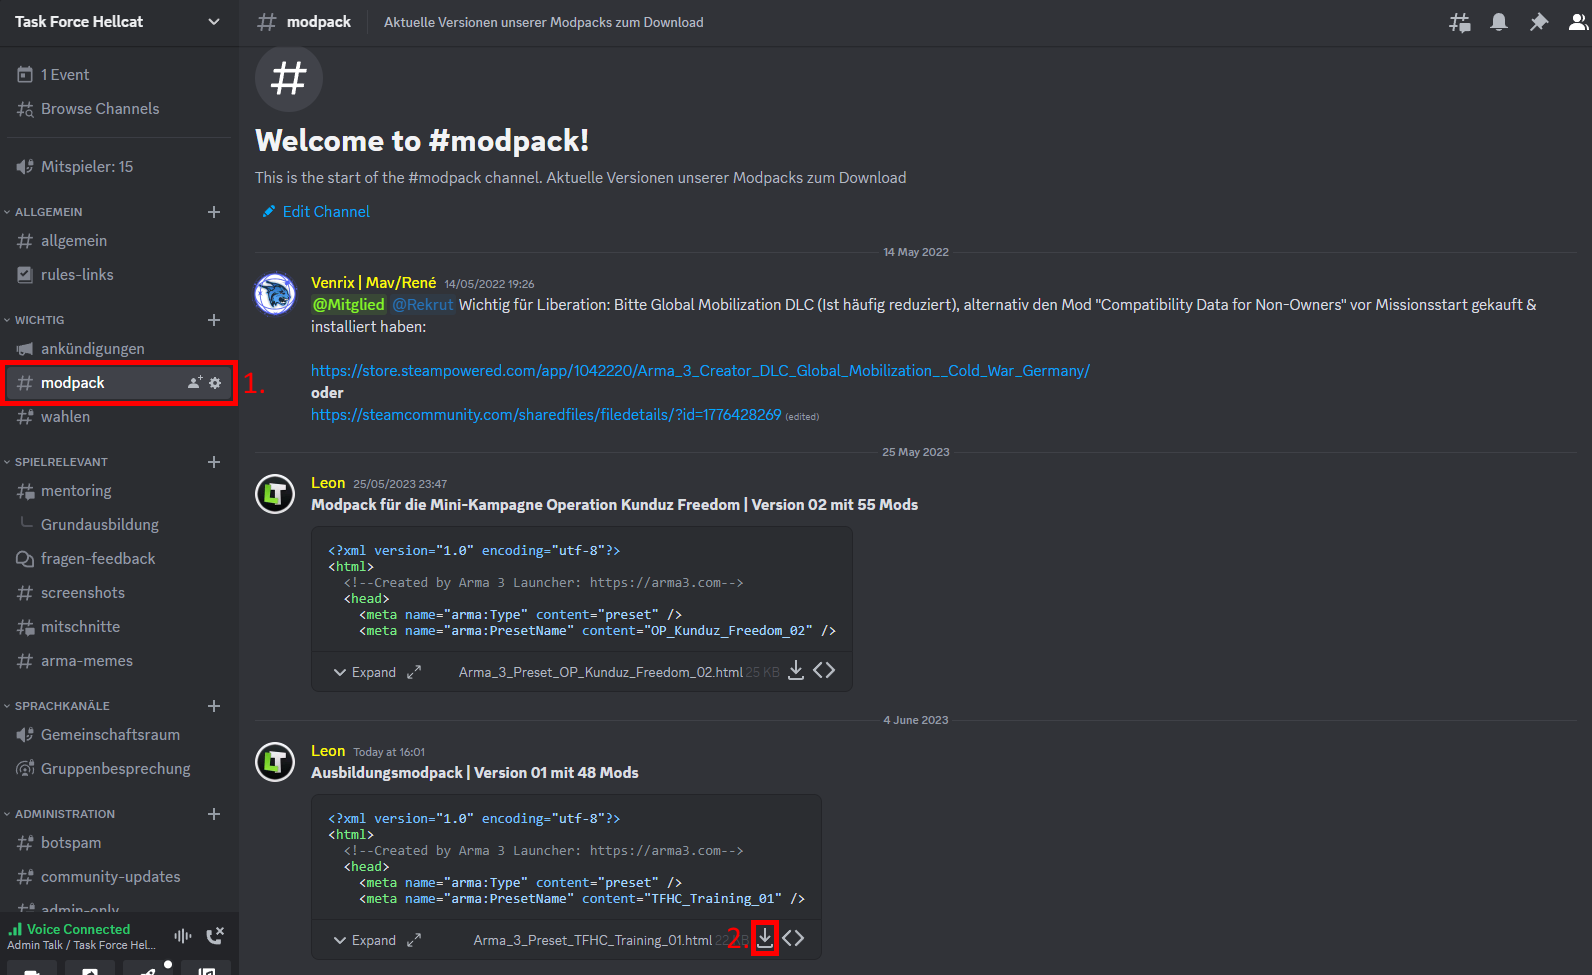 Task Force Hellcat
1 Event
Browse Channels
Mitspieler: 15
ALLGEMEIN
allgemein
rules-links
WICHTIG
ankündigungen
modpack
1.
wahlen
SPIELRELEVANT
mentoring
Grundausbildung
fragen-feedback
screenshots
mitschnitte
arma-memes
SPRACHKANÄLE
Gemeinschaftsraum
Gruppenbesprechung
ADMINISTRATION
botspam
community-updates
admin-only
Voice Connected
Admin Talk / Task Force Hell...
modpack
Aktuelle Versionen unserer Modpacks zum Download
Welcome to #modpack!
This is the start of the #modpack channel. Aktuelle Versionen unserer Modpacks zum Download
Edit Channel
14 May 2022
Venrix | Mav/René 14/05/2022 19:26
@Mitglied @Rekrut Wichtig für Liberation: Bitte Global Mobilization DLC (Ist häufig reduziert), alternativ den Mod "Compatibility Data for Non-Owners" vor Missionsstart gekauft &
installiert haben:
https://store.steampowered.com/app/1042220/Arma_3_Creator_DLC_Global_Mobilization__Cold_War_Germany/
oder
https://steamcommunity.com/sharedfiles/filedetails/?id=1776428269 (edited)
25 May 2023
Leon 25/05/2023 23:47
Modpack für die Mini-Kampagne Operation Kunduz Freedom | Version 02 mit 55 Mods
<?xml version="1.0" encoding="utf-8"?>
<html>
<!--Created by Arma 3 Launcher: https://arma3.com-->
<head>
<meta name="arma:Type" content="preset" />
<meta name="arma:PresetName" content="OP_Kunduz_Freedom_02" />
Expand Arma_3_Preset_OP_Kunduz_Freedom_02.html 25 KB
4 June 2023
Leon Today at 16:01
Ausbildungsmodpack | Version 01 mit 48 Mods
<?xml version="1.0" encoding="utf-8"?>
<html>
<!--Created by Arma 3 Launcher: https://arma3.com-->
<head>
<meta name="arma:Type" content="preset" />
<meta name="arma:PresetName" content="TFHC_Training_01" />
Expand Arma_3_Preset_TFHC_Training_01.html 22 KB
2.